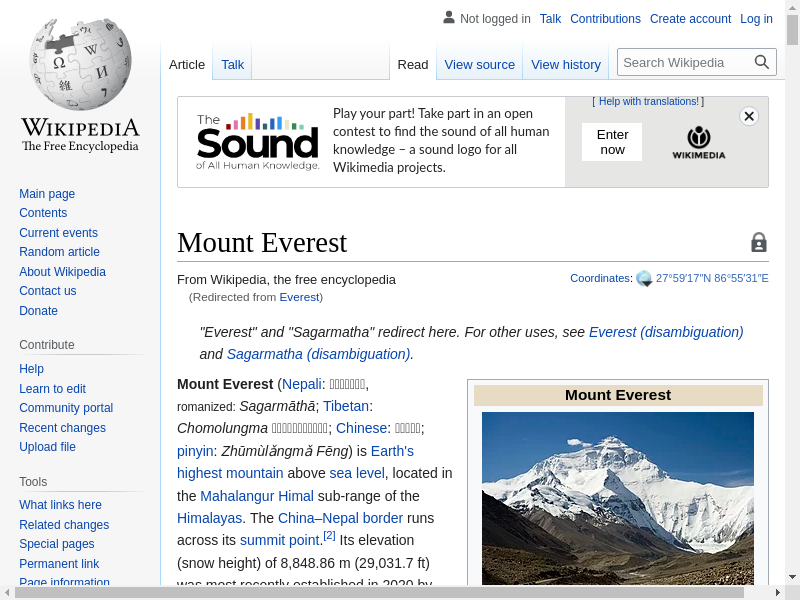 Not logged in Talk Contributions Create account Log in
Article Talk Read View source View history Search Wikipedia
WIKIPEDIA
The Free Encyclopedia
Main page
Contents
Current events
Random article
About Wikipedia
Contact us
Donate
Contribute
Help
Learn to edit
Community portal
Recent changes
Upload file
Tools
What links here
Related changes
Special pages
Permanent link
Page information
The
Sound
of All Human Knowledge.
Play your part! Take part in an open
contest to find the sound of all human
knowledge – a sound logo for all
Wikimedia projects.
[ Help with translations! ]
Enter
now
WIKIMEDIA
Mount Everest
From Wikipedia, the free encyclopedia
Coordinates: 27°59′17″N 86°55′31″E
(Redirected from Everest)
"Everest" and "Sagarmatha" redirect here. For other uses, see Everest (disambiguation)
and Sagarmatha (disambiguation).
Mount Everest (Nepali: ,
romanized: Sagarmāthā; Tibetan:
Chomolungma ; Chinese: ;
pinyin: Zhūmùlǎngmǎ Fēng) is Earth's
highest mountain above sea level, located in
the Mahalangur Himal sub-range of the
Himalayas. The China–Nepal border runs
across its summit point.[2] Its elevation
(snow height) of 8,848.86 m (29,031.7 ft)
was most recently established in 2020 by
Mount Everest